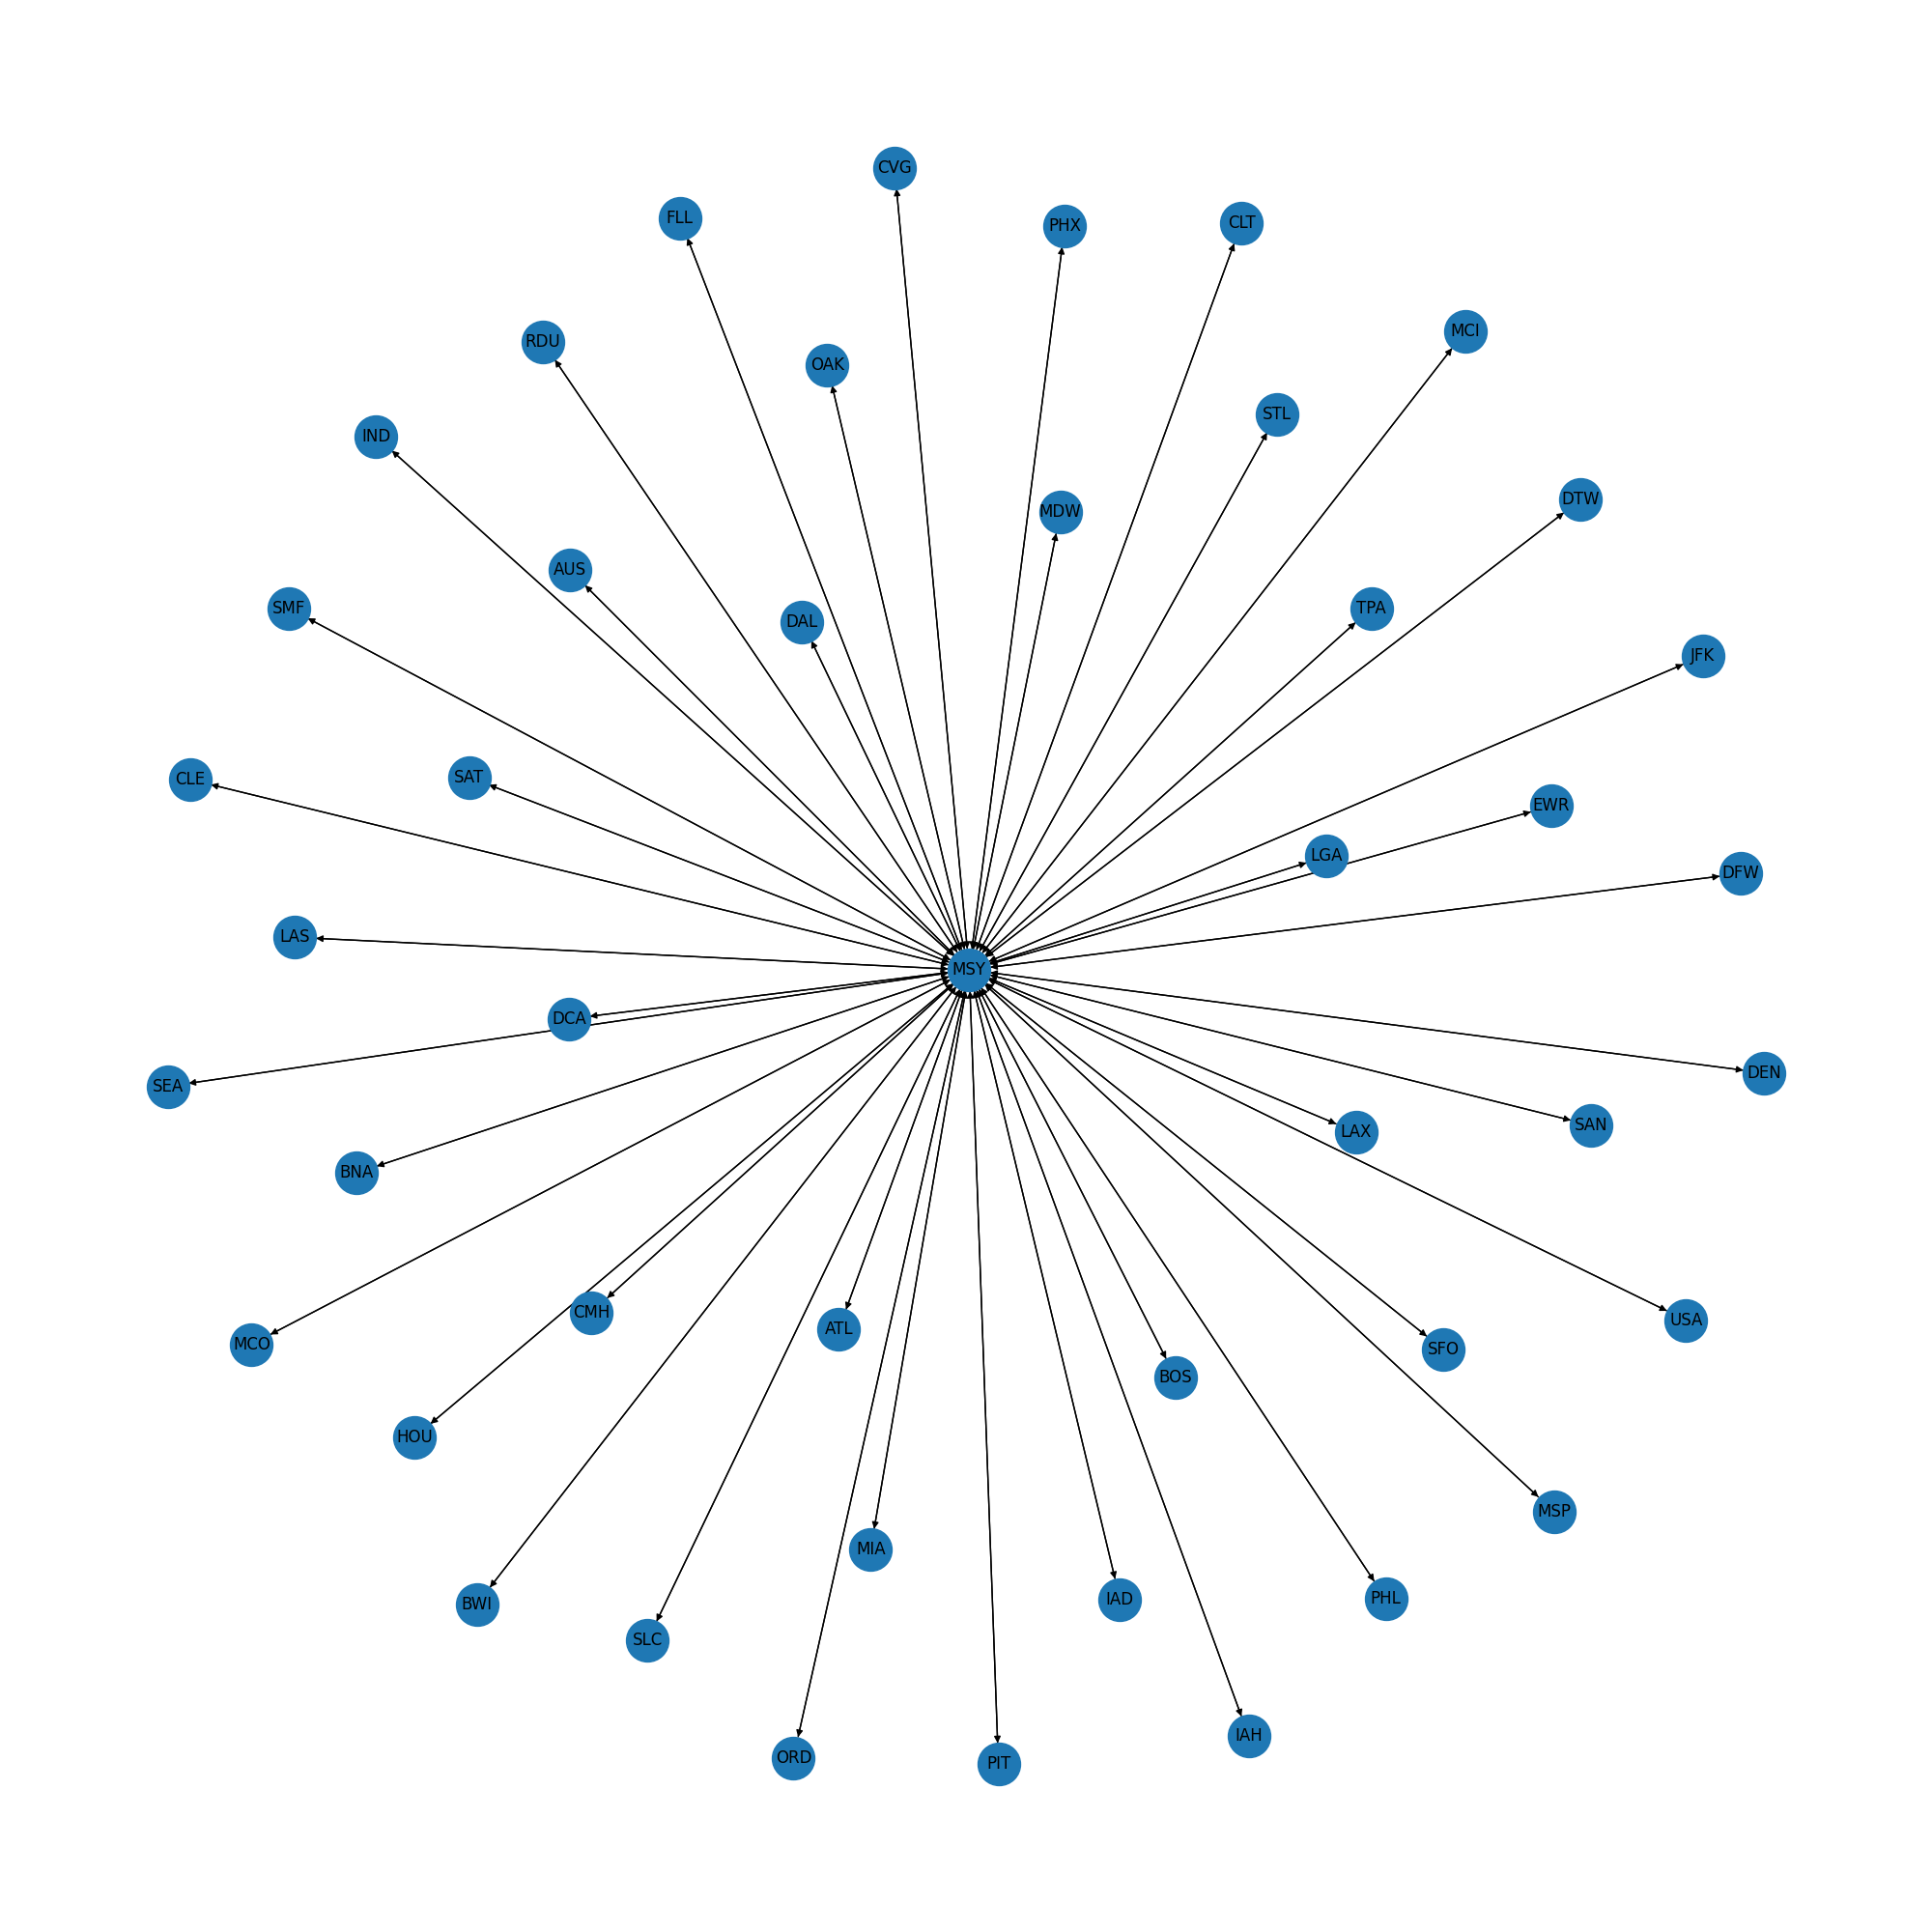 CVG
FLL
CLT
PHX
MCI
RDU
OAK
STL
IND
DTW
MDW
AUS
SMF
TPA
DAL
JFK
SAT
CLE
EWR
LGA
DFW
LAS
MSY
DCA
DEN
SEA
SAN
LAX
BNA
CMH
USA
ATL
MCO
SFO
BOS
HOU
MSP
MIA
PHL
IAD
BWI
SLC
IAH
ORD
PIT